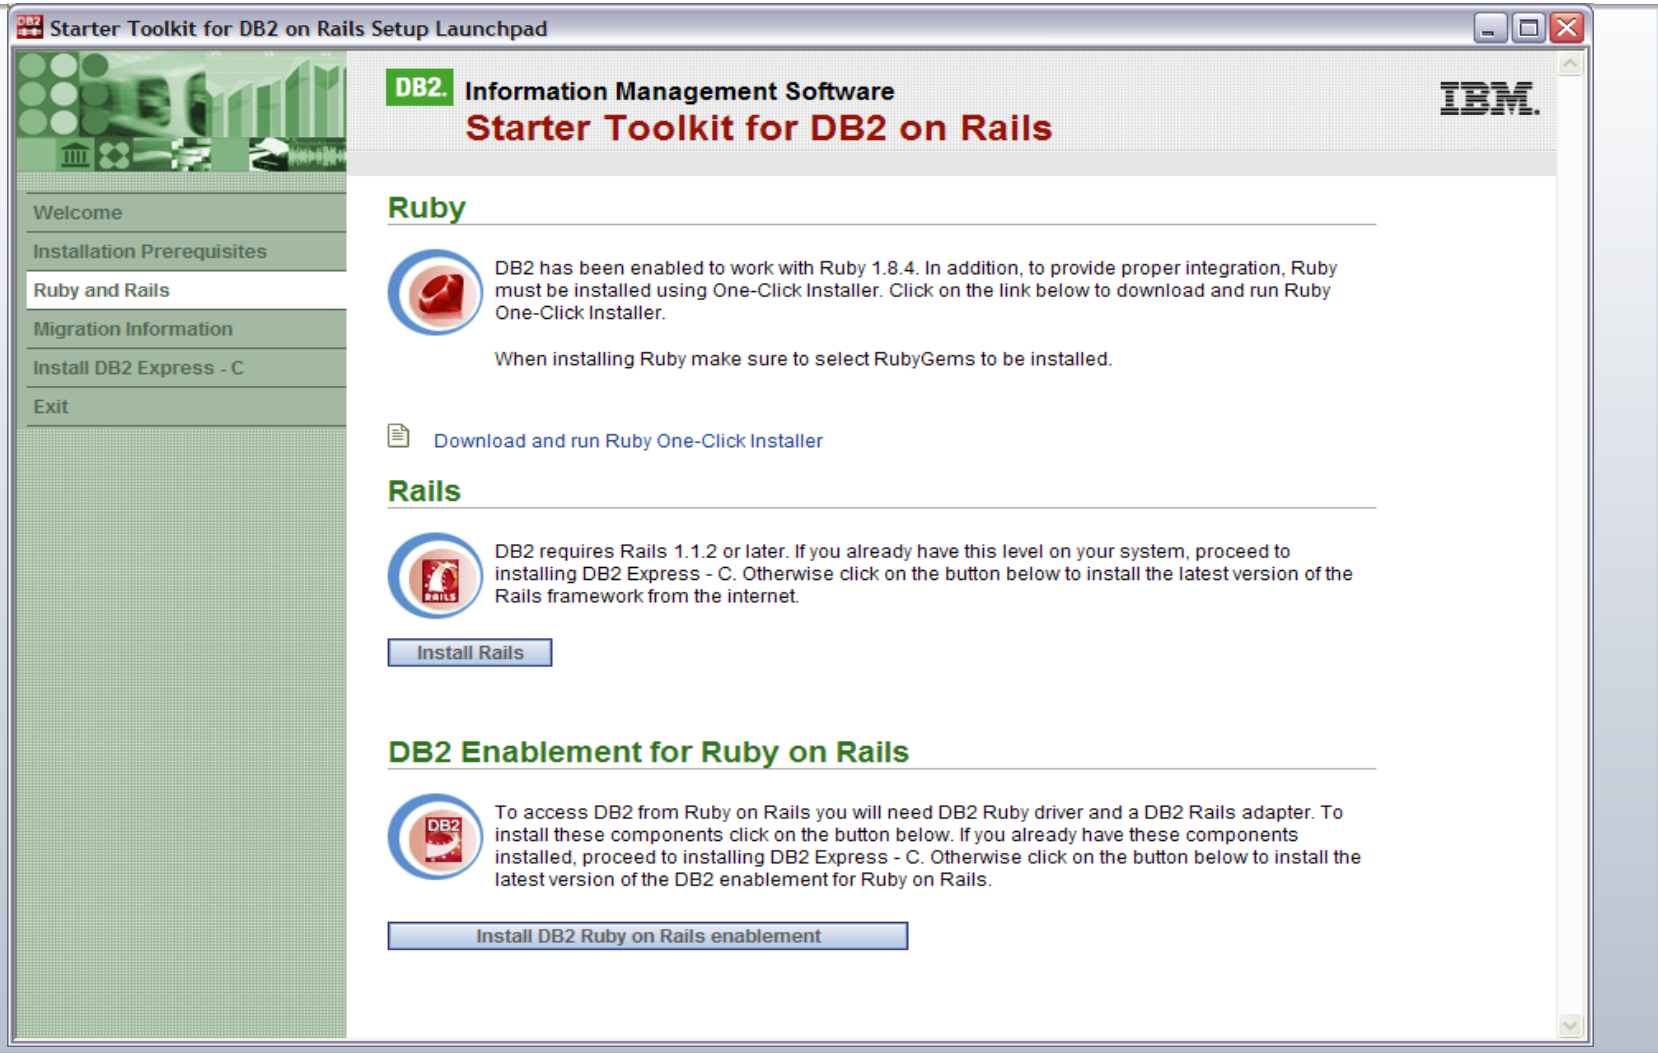 Starter Toolkit for DB2 on Rails Setup Launchpad
DB2. Information Management Software
Starter Toolkit for DB2 on Rails
IBM.
Welcome
Installation Prerequisites
Ruby and Rails
Migration Information
Install DB2 Express - C
Exit
Ruby
DB2 has been enabled to work with Ruby 1.8.4. In addition, to provide proper integration, Ruby
must be installed using One-Click Installer. Click on the link below to download and run Ruby
One-Click Installer.
When installing Ruby make sure to select RubyGems to be installed.
Download and run Ruby One-Click Installer
Rails
RAILS
DB2 requires Rails 1.1.2 or later. If you already have this level on your system, proceed to
installing DB2 Express - C. Otherwise click on the button below to install the latest version of the
Rails framework from the internet.
Install Rails
DB2 Enablement for Ruby on Rails
DB2
To access DB2 from Ruby on Rails you will need DB2 Ruby driver and a DB2 Rails adapter. To
install these components click on the button below. If you already have these components
installed, proceed to installing DB2 Express - C. Otherwise click on the button below to install the
latest version of the DB2 enablement for Ruby on Rails.
Install DB2 Ruby on Rails enablement